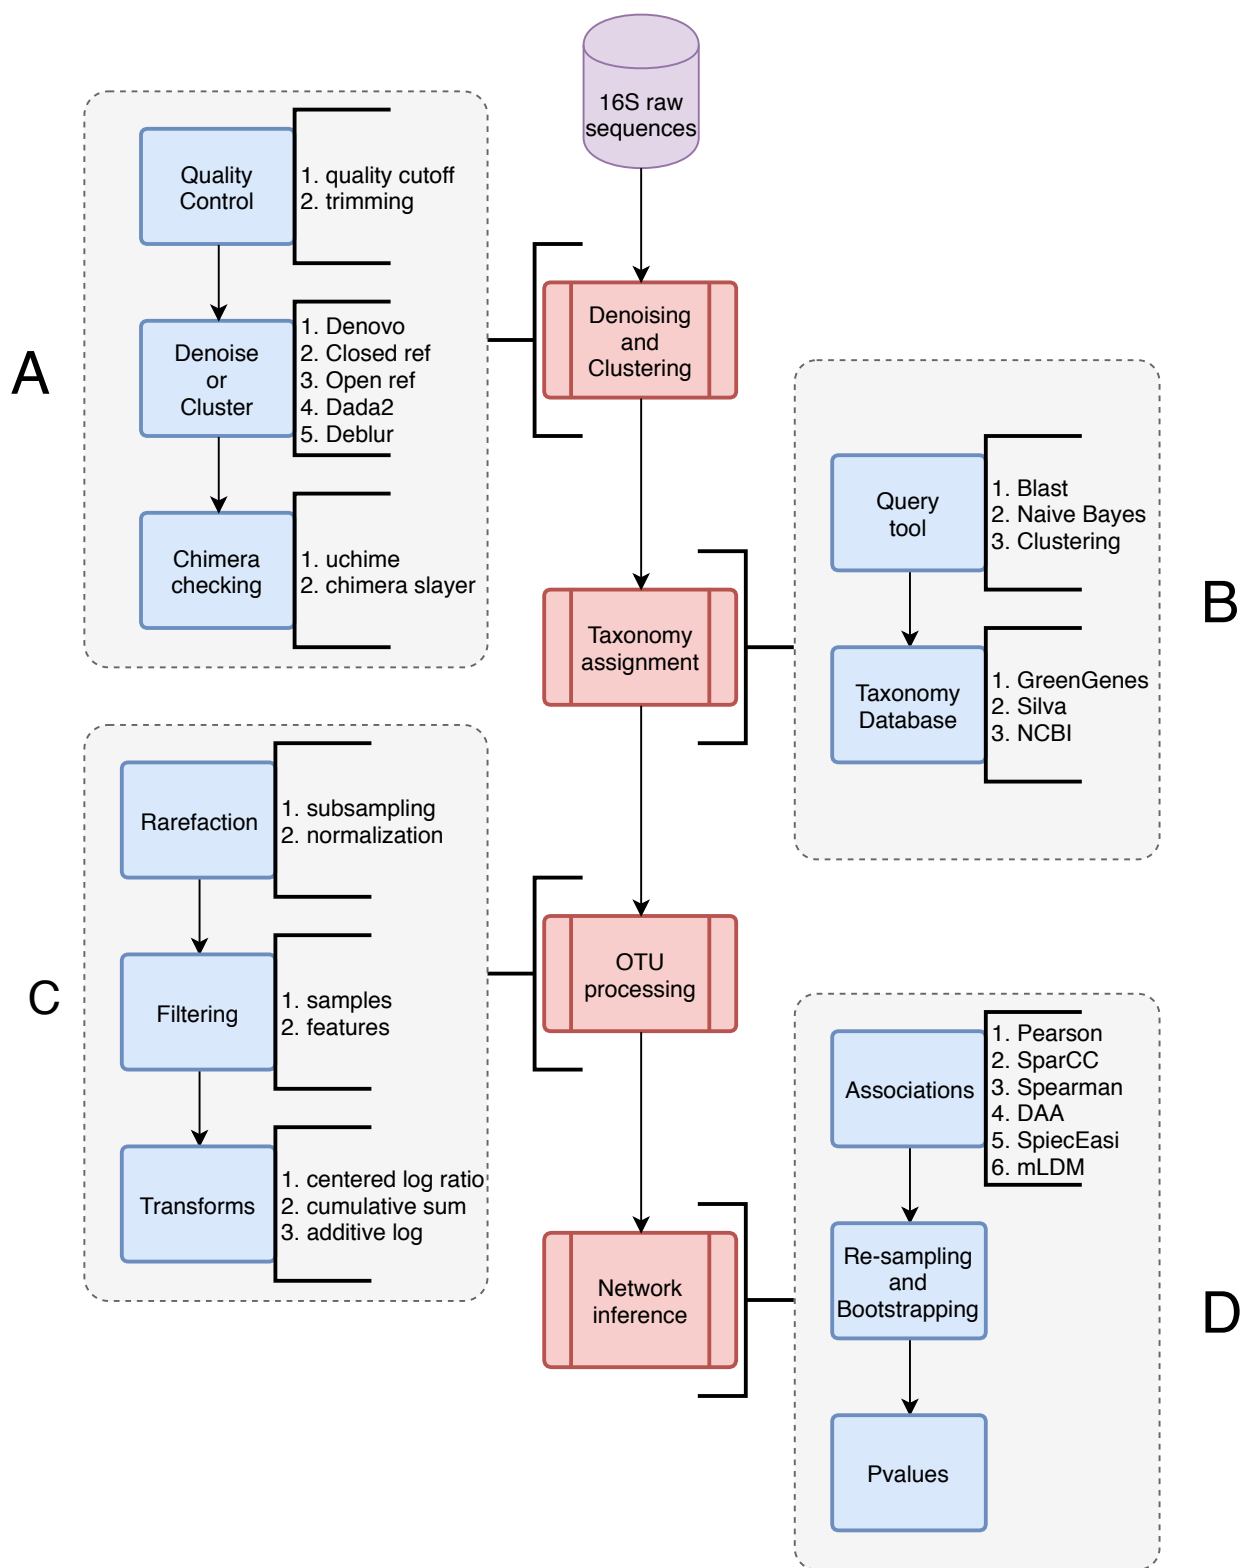 16S raw
sequences
A
Quality
Control
1. quality cutoff
2. trimming
Denoise
or
Cluster
1. Denovo
2. Closed ref
3. Open ref
4. Dada2
5. Deblur
Chimera
checking
1. uchime
2. chimera slayer
Denoising
and
Clustering
Taxonomy
assignment
B
Query
tool
1. Blast
2. Naive Bayes
3. Clustering
Taxonomy
Database
1. GreenGenes
2. Silva
3. NCBI
C
Rarefaction
1. subsampling
2. normalization
Filtering
1. samples
2. features
Transforms
1. centered log ratio
2. cumulative sum
3. additive log
OTU
processing
Network
inference
D
Associations
1. Pearson
2. SparCC
3. Spearman
4. DAA
5. SpiecEasi
6. mLDM
Re-sampling
and
Bootstrapping
Pvalues